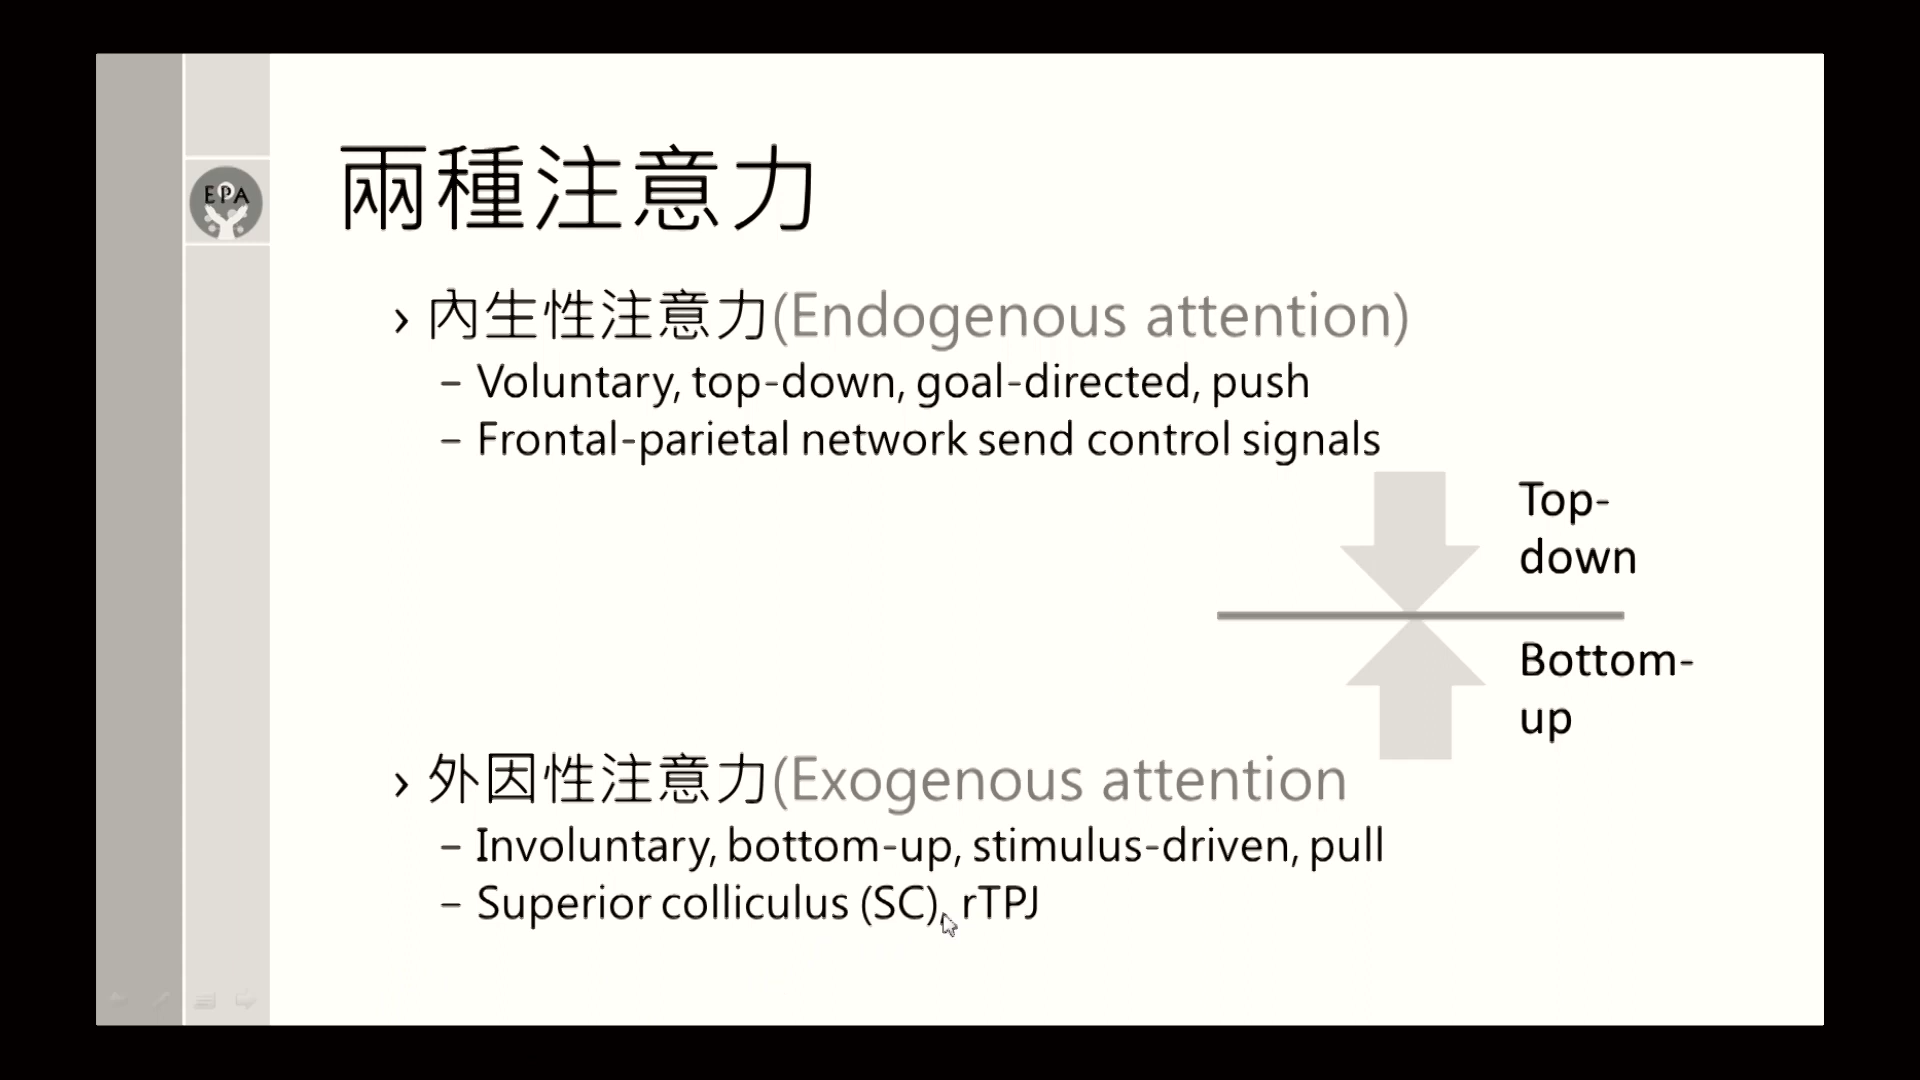 EPA
兩種注意力
› 內生性注意力(Endogenous attention)
– Voluntary, top-down, goal-directed, push
– Frontal-parietal network send control signals
Top-
down
Bottom-
up
› 外因性注意力(Exogenous attention
– Involuntary, bottom-up, stimulus-driven, pull
– Superior colliculus (SC), rTPJ